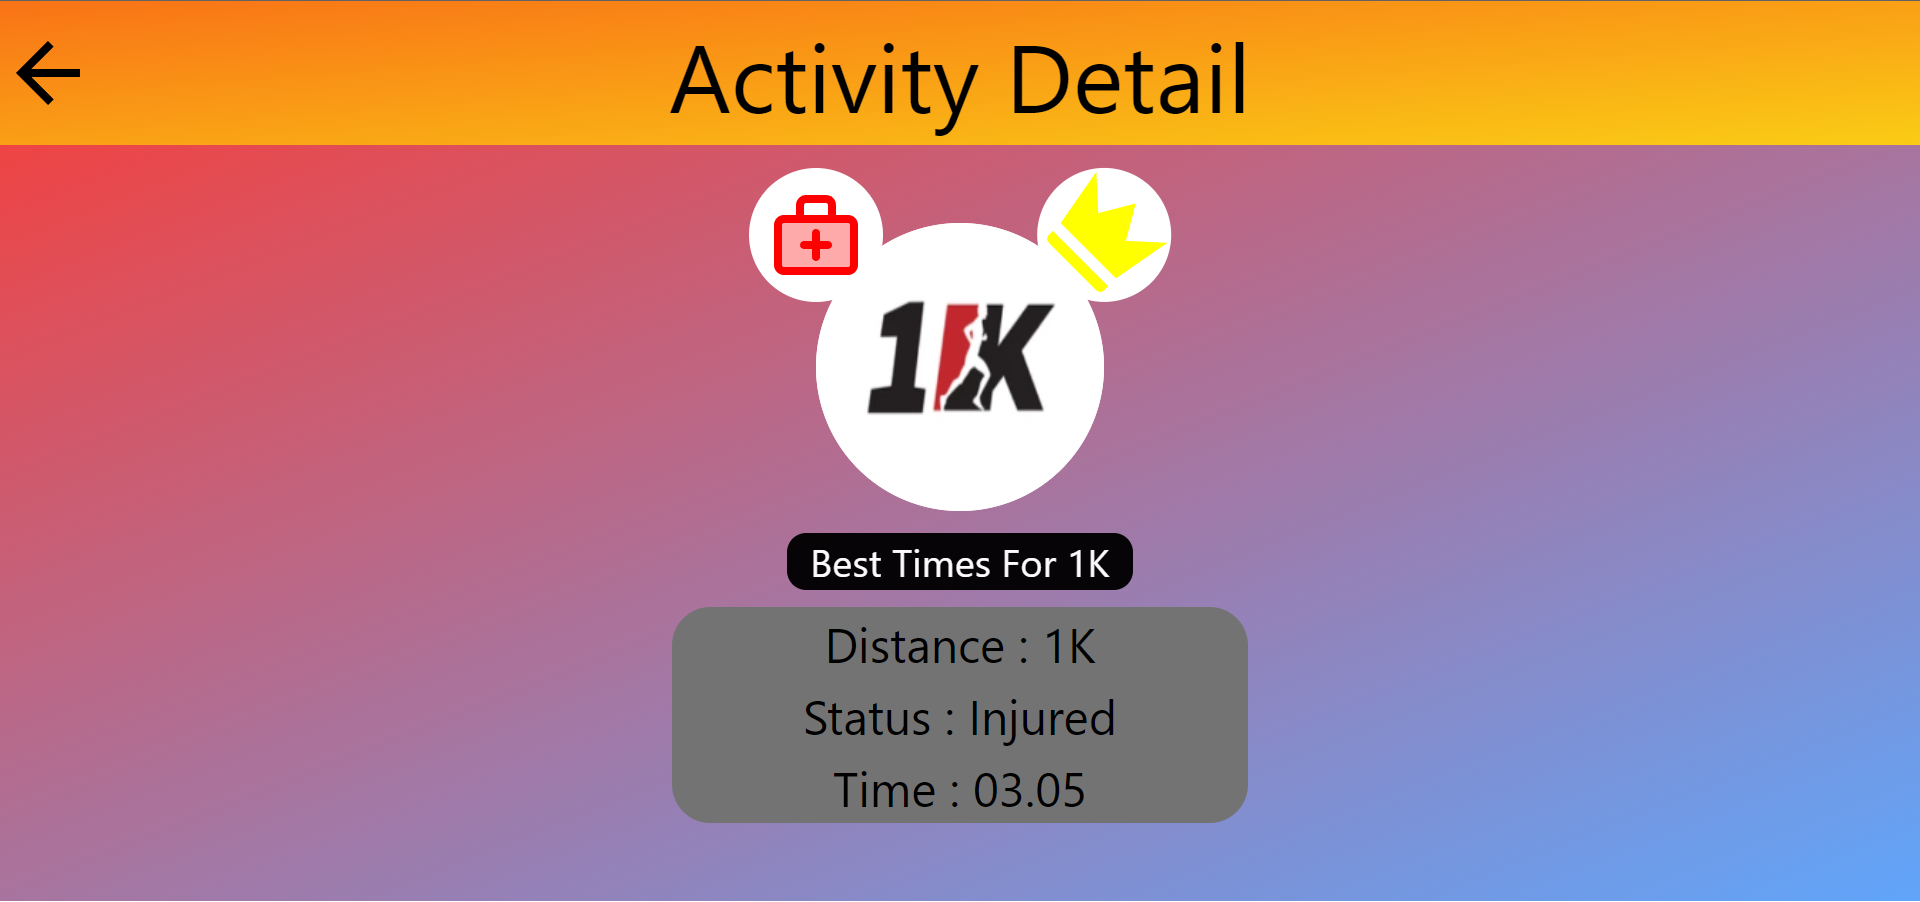 Activity Detail
1K
Best Times For 1K
Distance : 1K
Status : Injured
Time : 03.05